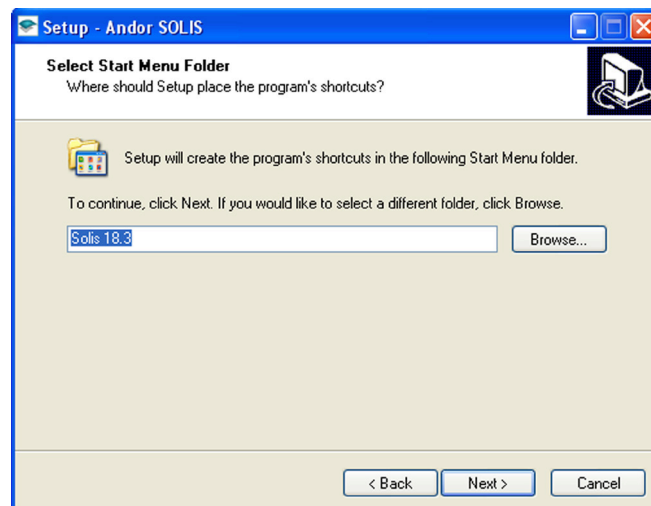 Setup - Andor SOLIS
Select Start Menu Folder
Where should Setup place the program's shortcuts?
Setup will create the program's shortcuts in the following Start Menu folder.
To continue, click Next. If you would like to select a different folder, click Browse.
Solis 18.3
Browse...
< Back
Next >
Cancel